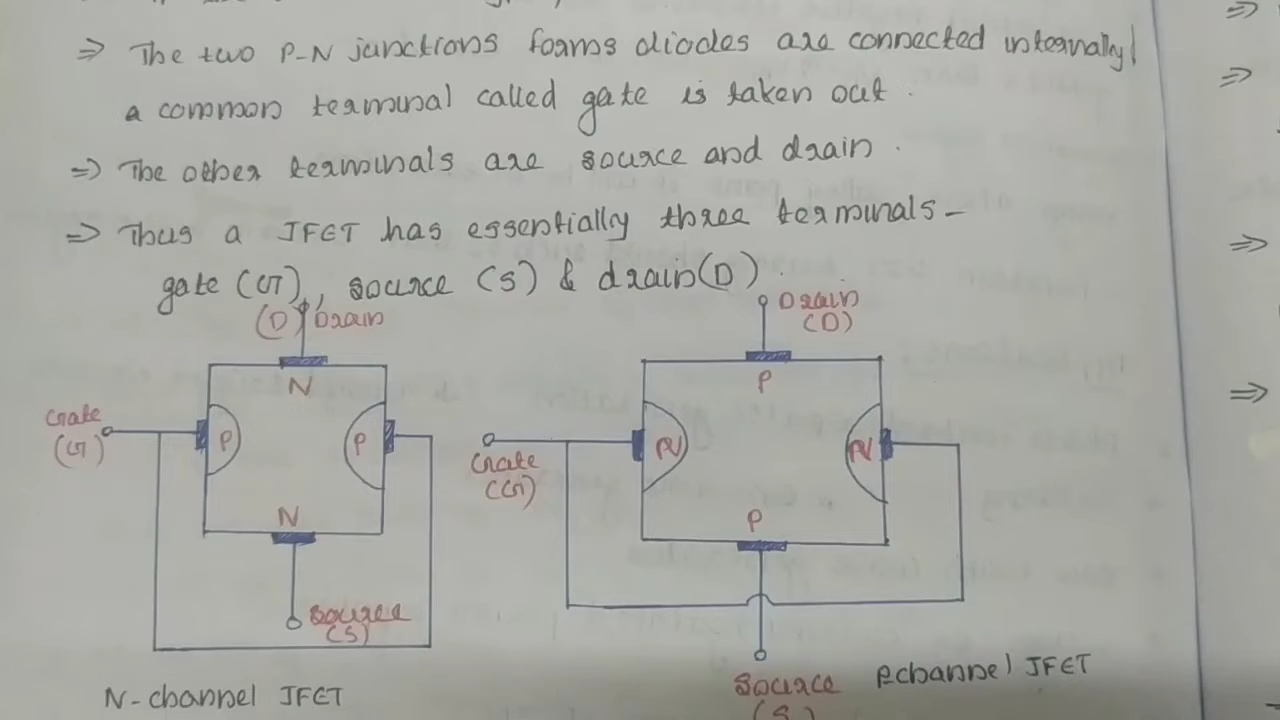 ⇒ The two P-N junctions forms diodes are connected internally
a common terminal called gate is taken out.
⇒ The other terminals are source and drain.
⇒ Thus a JFET has essentially three terminals-
gate (G), source (S) & drain(D).
(D) Drain
N
Gate
(G)
P
P
N
Source
(S)
N-channel JFET
Drain
(D)
P
Gate
(G)
N
N
P
Source
(S)
P-channel JFET
⇒
⇒
⇒
⇒